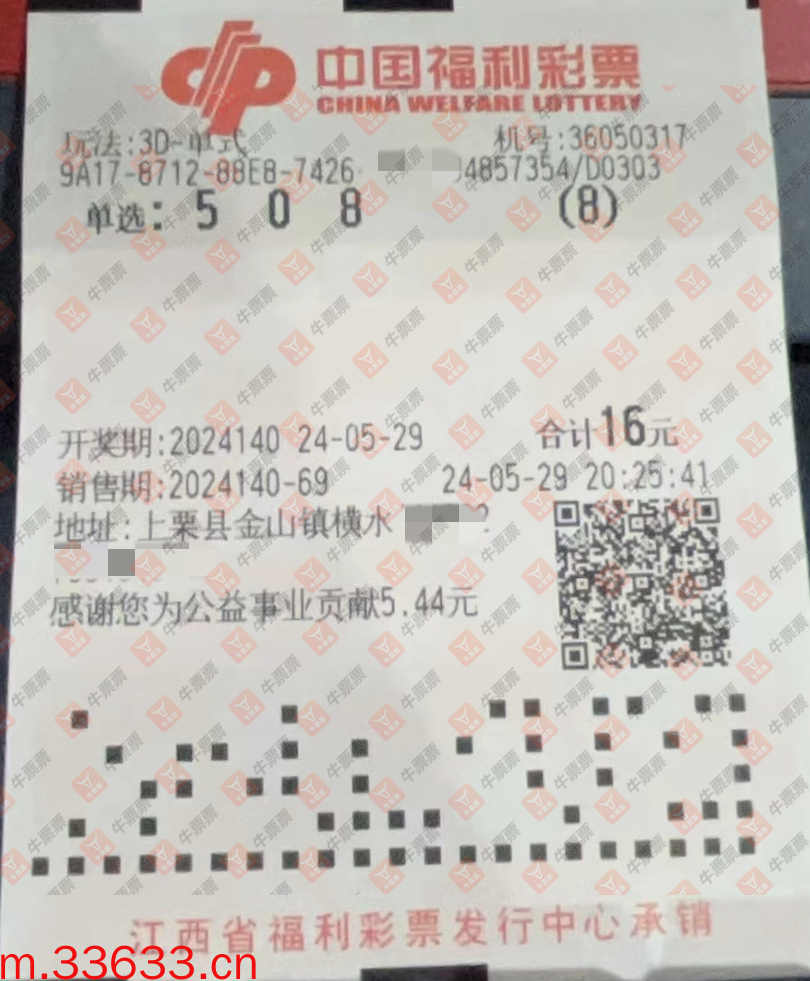 中国福利彩票
CHINA WELFARE LOTTERY
玩法:3D-单式 机号:36050317
9A17-8712-88E8-7426 4857354/D0303
单选: 5 0 8 (8)
开奖期:2024140 24-05-29 合计16元
销售期:2024140-69 24-05-29 20:25:41
地址:上栗县金山镇横水
感谢您为公益事业贡献5.44元
江西省福利彩票发行中心承销
m.33633.cn
牛票票